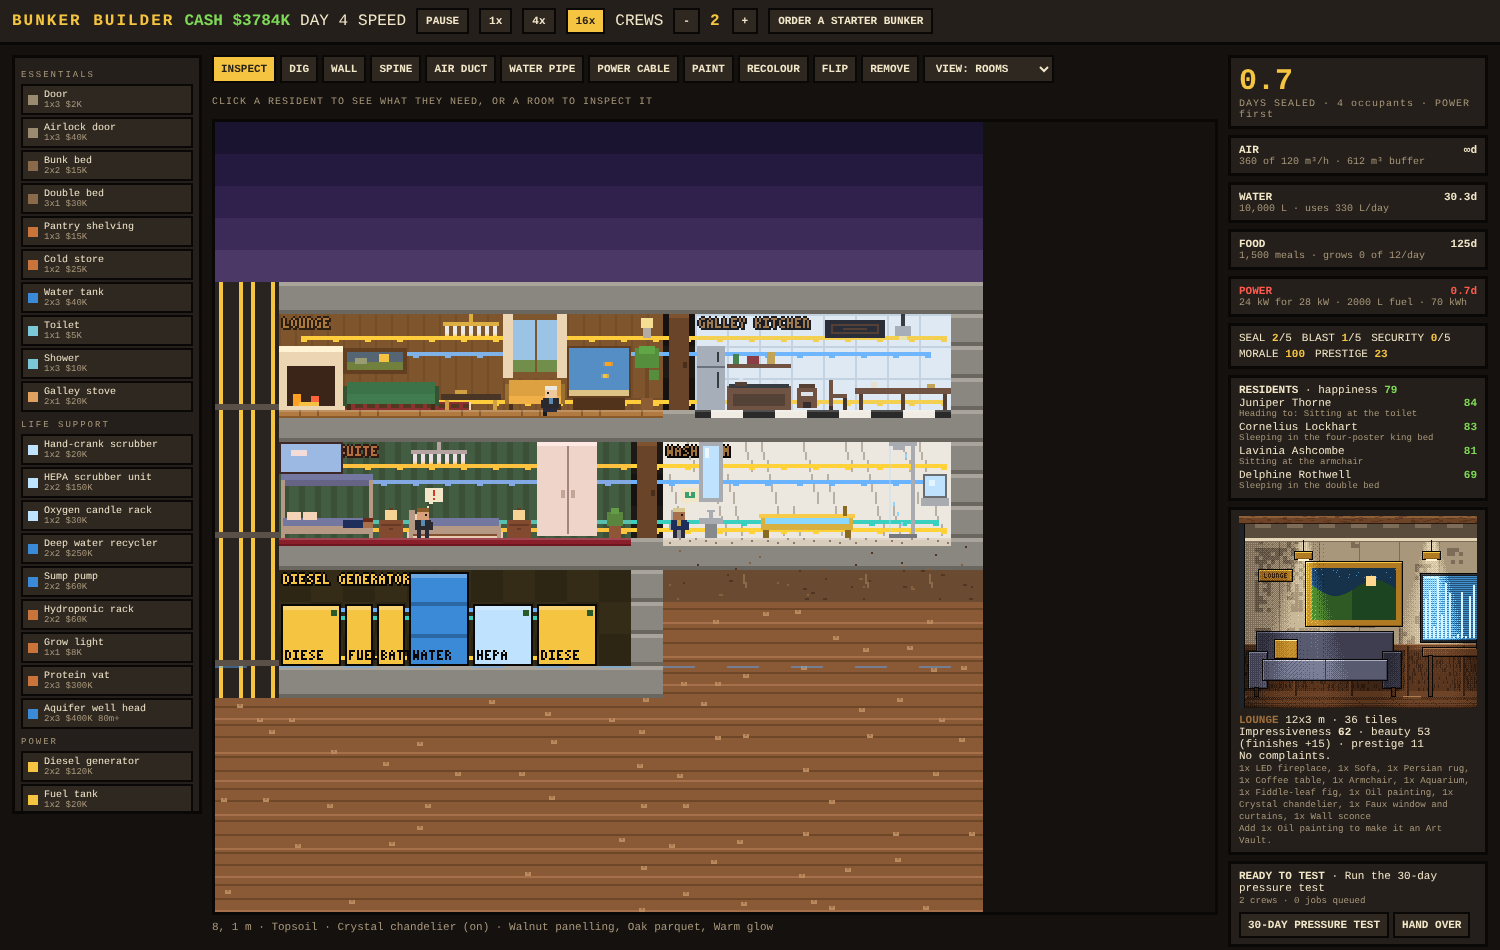 BUNKER BUILDER CASH $3784K DAY 4 SPEED PAUSE 1x 4x 16x CREWS - 2 + ORDER A STARTER BUNKER
ESSENTIALS
Door
1x3 $2K
Airlock door
1x3 $40K
Bunk bed
2x2 $15K
Double bed
3x1 $30K
Pantry shelving
1x3 $15K
Cold store
1x2 $25K
Water tank
2x3 $40K
Toilet
1x1 $5K
Shower
1x3 $10K
Galley stove
2x1 $20K
LIFE SUPPORT
Hand-crank scrubber
1x2 $20K
HEPA scrubber unit
2x2 $150K
Oxygen candle rack
1x2 $30K
Deep water recycler
2x2 $250K
Sump pump
2x2 $60K
Hydroponic rack
2x2 $60K
Grow light
1x1 $8K
Protein vat
2x3 $300K
Aquifer well head
2x3 $400K 80m+
POWER
Diesel generator
2x2 $120K
Fuel tank
1x2 $20K
INSPECT DIG WALL SPINE AIR DUCT WATER PIPE POWER CABLE PAINT RECOLOUR FLIP REMOVE VIEW: ROOMS
CLICK A RESIDENT TO SEE WHAT THEY NEED, OR A ROOM TO INSPECT IT
LOUNGE
GALLEY KITCHEN
SUITE
WASH
DIESEL GENERATOR
DIESE FUE BAT WATER HEPA DIESE
8, 1 m · Topsoil · Crystal chandelier (on) · Walnut panelling, Oak parquet, Warm glow
0.7
DAYS SEALED · 4 occupants · POWER
first
AIR ∞d
360 of 120 m³/h · 612 m³ buffer
WATER 30.3d
10,000 L · uses 330 L/day
FOOD 125d
1,500 meals · grows 0 of 12/day
POWER 0.7d
24 kW for 28 kW · 2000 L fuel · 70 kWh
SEAL 2/5 BLAST 1/5 SECURITY 0/5
MORALE 100 PRESTIGE 23
RESIDENTS · happiness 79
Juniper Thorne 84
Heading to: Sitting at the toilet
Cornelius Lockhart 83
Sleeping in the four-poster king bed
Lavinia Ashcombe 81
Sitting at the armchair
Delphine Rothwell 69
Sleeping in the double bed
LOUNGE
LOUNGE 12x3 m · 36 tiles
Impressiveness 62 · beauty 53
(finishes +15) · prestige 11
No complaints.
1x LED fireplace, 1x Sofa, 1x Persian rug,
1x Coffee table, 1x Armchair, 1x Aquarium,
1x Fiddle-leaf fig, 1x Oil painting, 1x
Crystal chandelier, 1x Faux window and
curtains, 1x Wall sconce
Add 1x Oil painting to make it an Art
Vault.
READY TO TEST · Run the 30-day
pressure test
2 crews · 0 jobs queued
30-DAY PRESSURE TEST HAND OVER